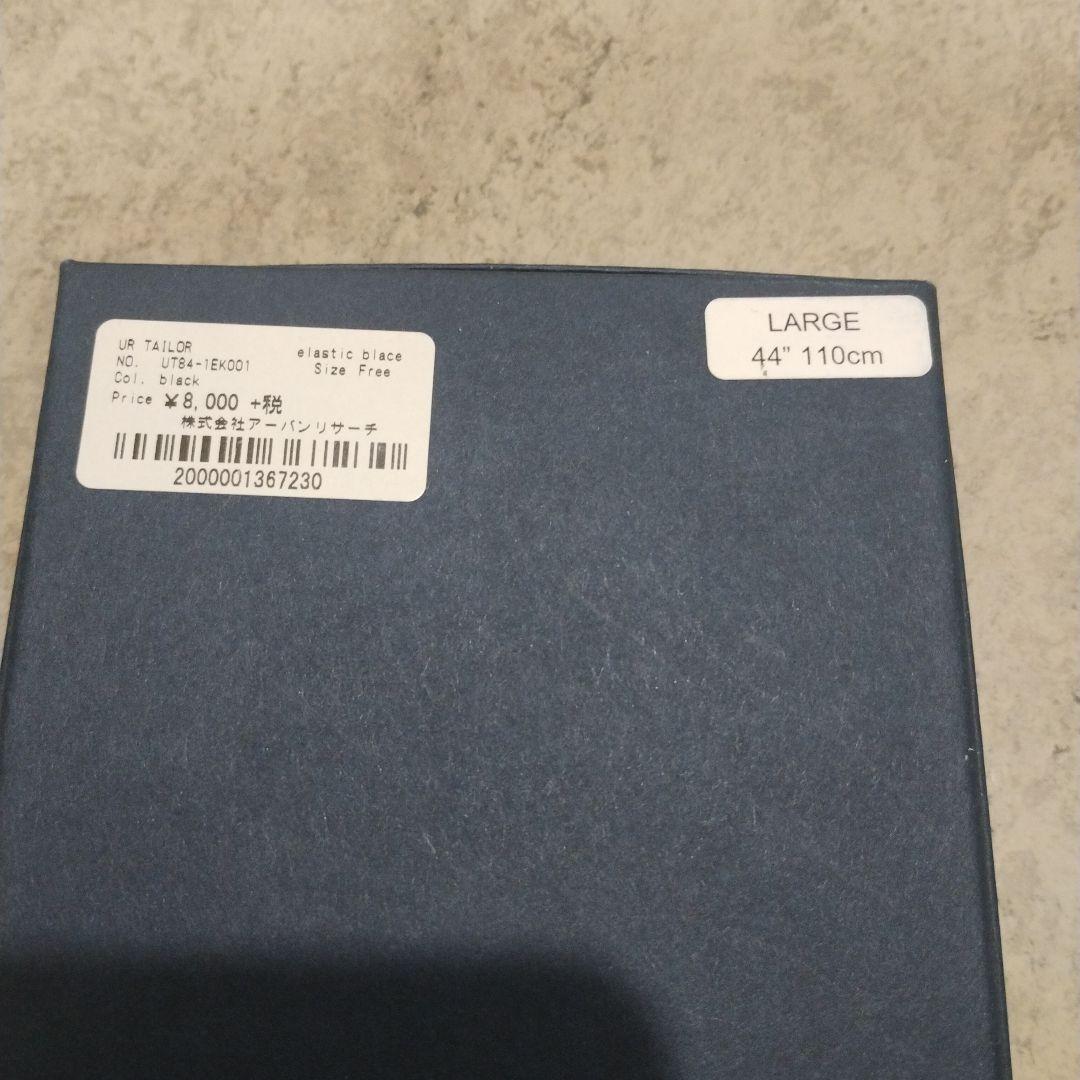 UR TAILOR
NO. UT84-1EK001 elastic blace
Col. black Size Free
Price ¥8,000 +税
株式会社アーバンリサーチ
2000001367230
LARGE
44” 110cm